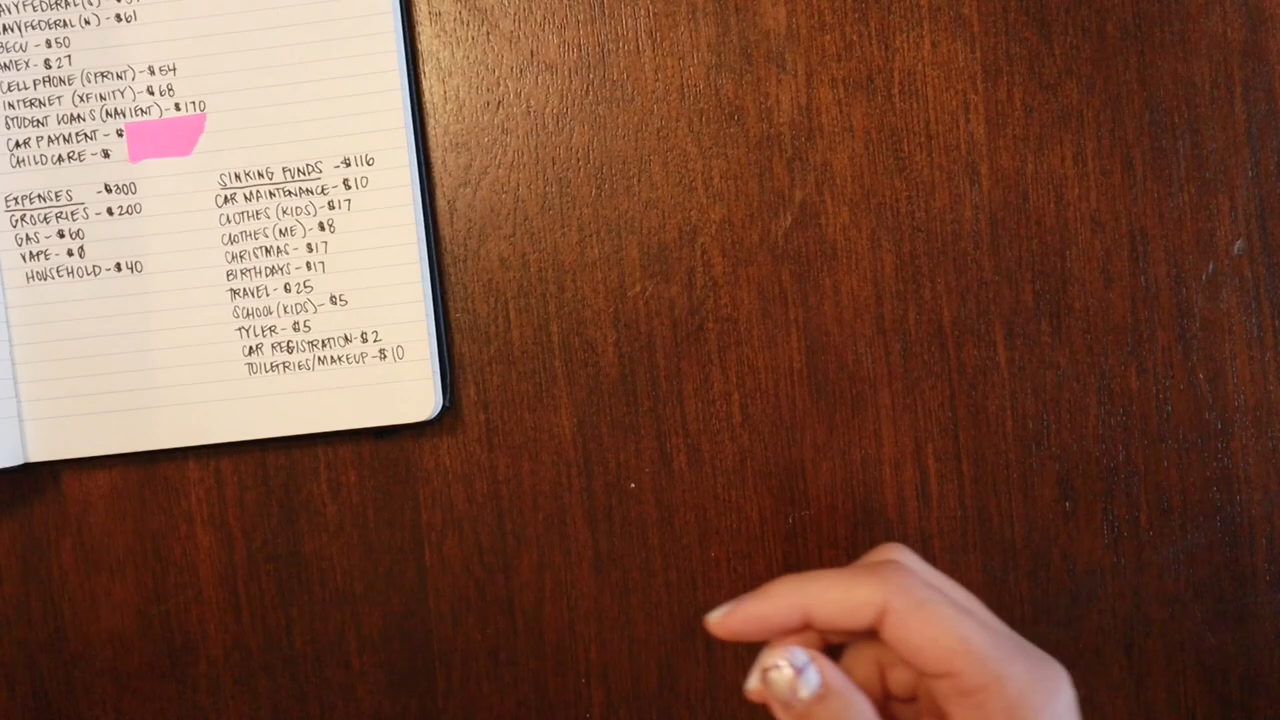 NAVYFEDERAL(N) - $61
BECU - $50
AMEX - $27
CELL PHONE (SPRINT) - $54
INTERNET (XFINITY) - $68
STUDENT LOANS (NAVIENT) - $170
CAR PAYMENT - $
CHILDCARE - $
EXPENSES - $300
GROCERIES - $200
GAS - $60
VAPE - $0
HOUSEHOLD - $40
SINKING FUNDS - $116
CAR MAINTENANCE - $10
CLOTHES (KIDS) - $17
CLOTHES (ME) - $8
CHRISTMAS - $17
BIRTHDAYS - $17
TRAVEL - $25
SCHOOL (KIDS) - $5
TYLER - $5
CAR REGISTRATION - $2
TOILETRIES/MAKEUP - $10